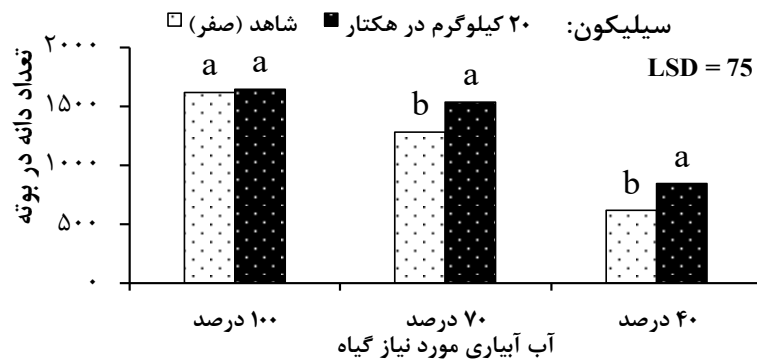 سیلیکون: شاهد (صفر) ۲۰ کیلوگرم در هکتار
LSD = 75
تعداد دانه در بوته
۲۰۰۰
۱۵۰۰
۱۰۰۰
۵۰۰
۰
a a
b a
b a
۱۰۰ درصد ۷۰ درصد ۴۰ درصد
آب آبیاری مورد نیاز گیاه